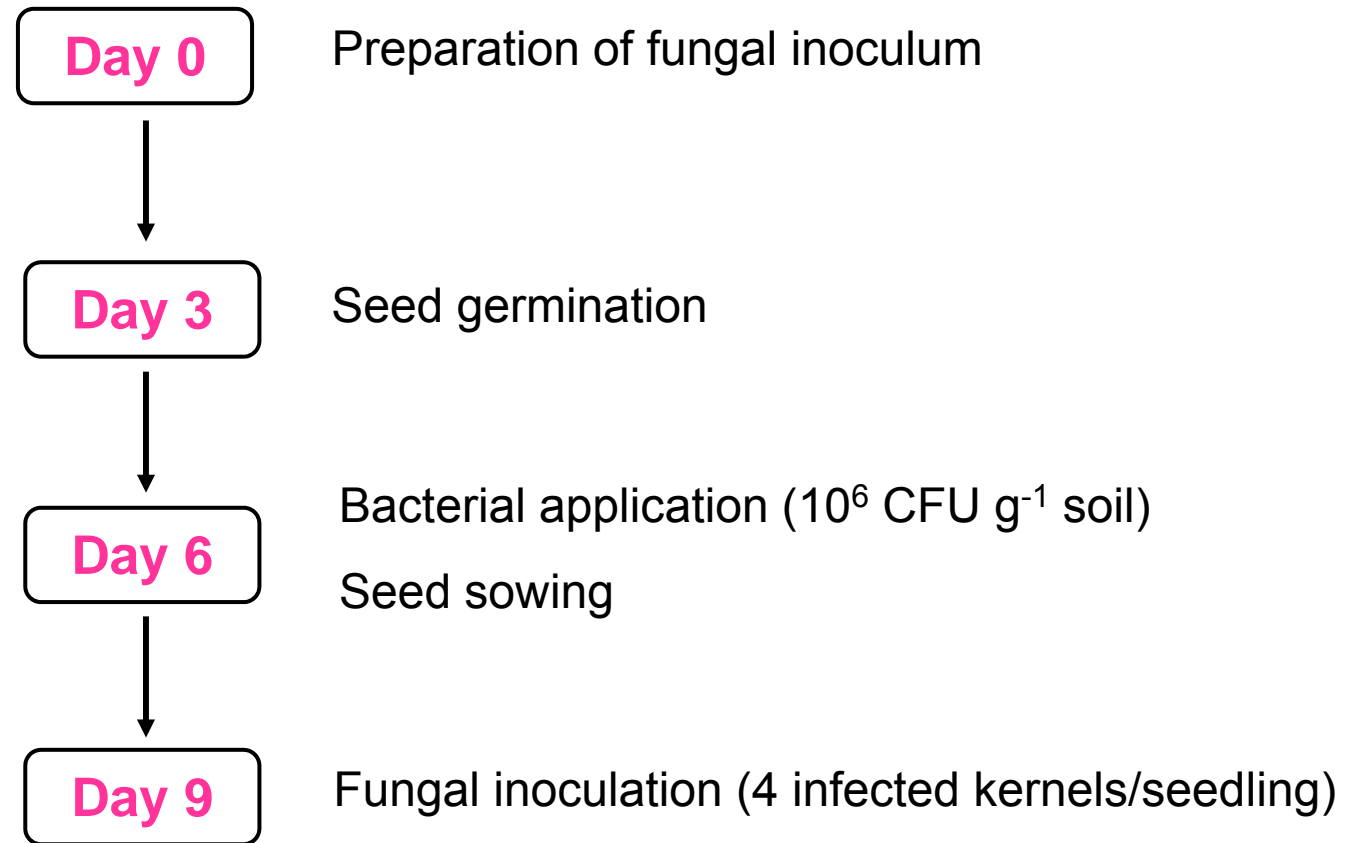 Day 0
Preparation of fungal inoculum
Day 3
Seed germination
Day 6
Bacterial application (10⁶ CFU g⁻¹ soil)
Seed sowing
Day 9
Fungal inoculation (4 infected kernels/seedling)